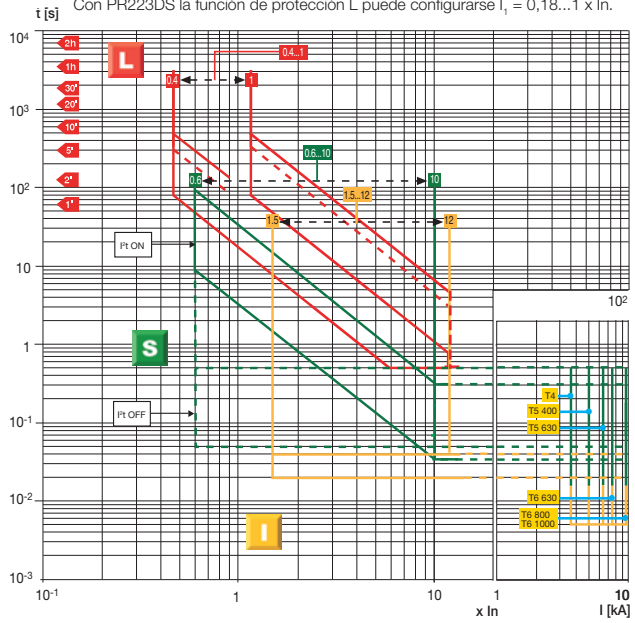 Con PR223DS la función de protección L puede configurarse I₁ = 0,18...1 x In.
t [s]
10⁴
2h
1h
30'
20'
10'
5'
2'
1'
L
0.4
0.4...1
1
10³
10²
0.6
0.6...10
10
1.5...12
1.5
12
I²t ON
10
S
1
I²t OFF
10⁻¹
10⁻²
I
10⁻³
10²
T4
T5 400
T5 630
T6 630
T6 800
T6 1000
10⁻¹
1
10
x In
1
10
I [kA]